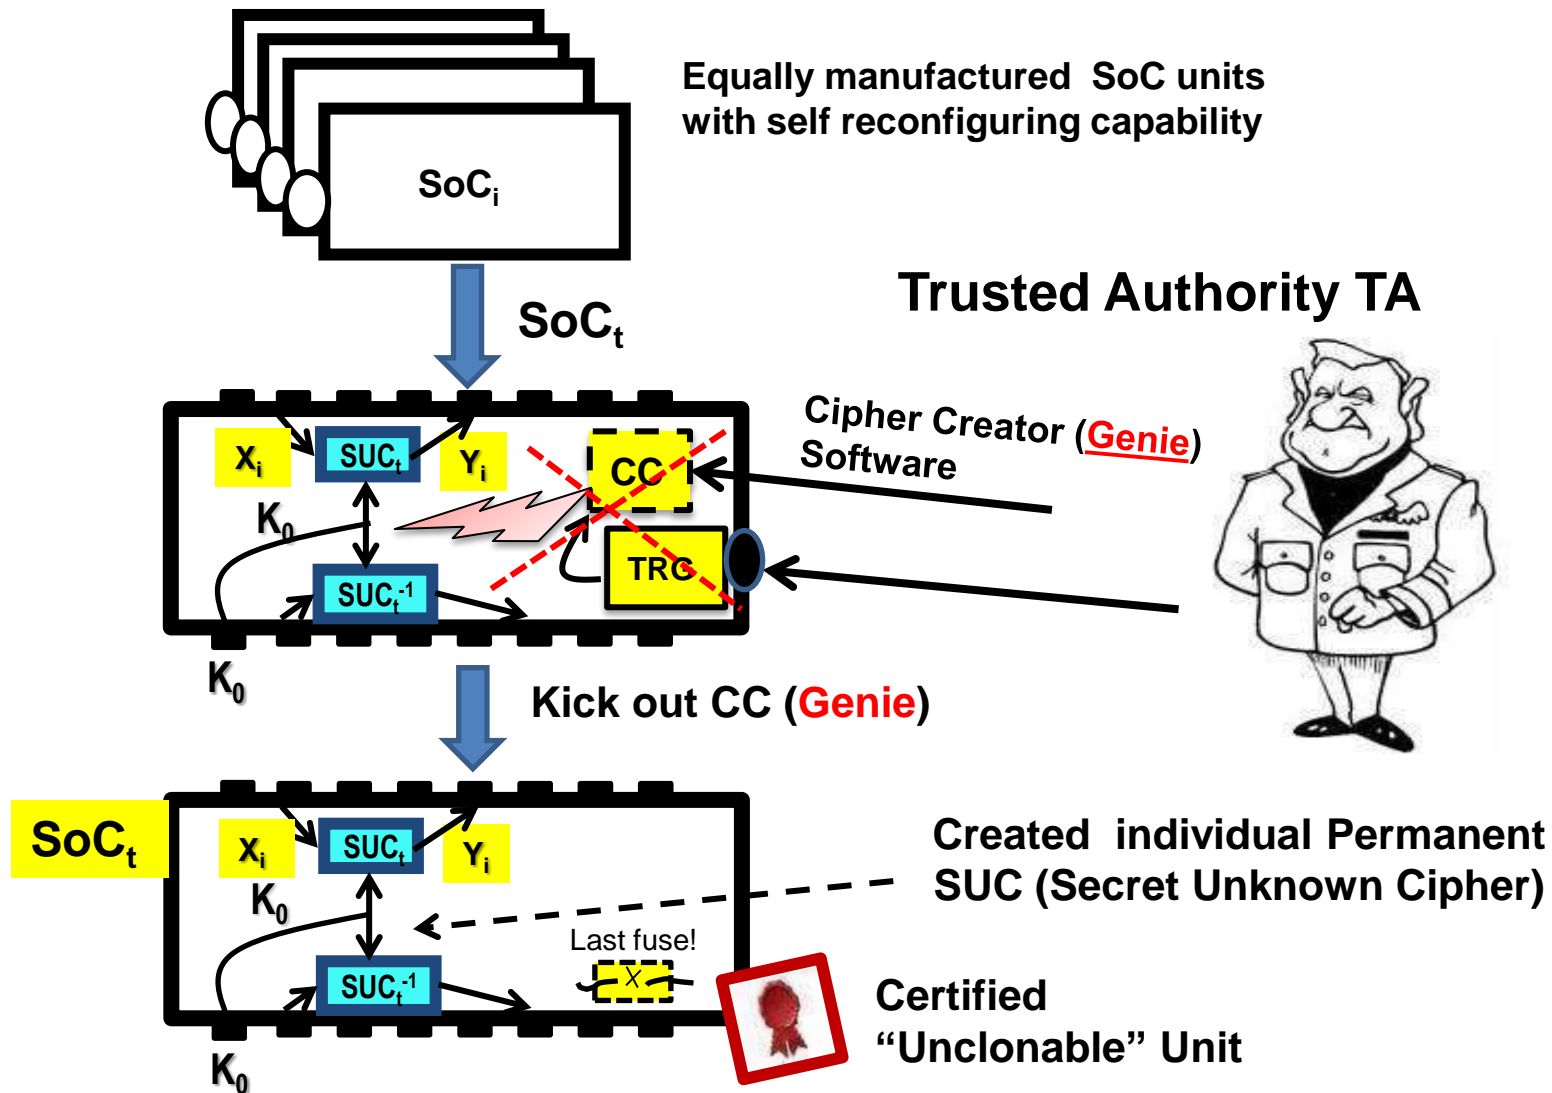 Equally manufactured SoC units
with self reconfiguring capability
SoCi
SoCt
Trusted Authority TA
Cipher Creator (Genie)
Software
Xi
SUCt
Yi
CC
K0
TRG
SUCt-1
K0
Kick out CC (Genie)
SoCt
Xi
SUCt
Yi
K0
Created individual Permanent
SUC (Secret Unknown Cipher)
Last fuse!
X
SUCt-1
Certified
“Unclonable” Unit
K0